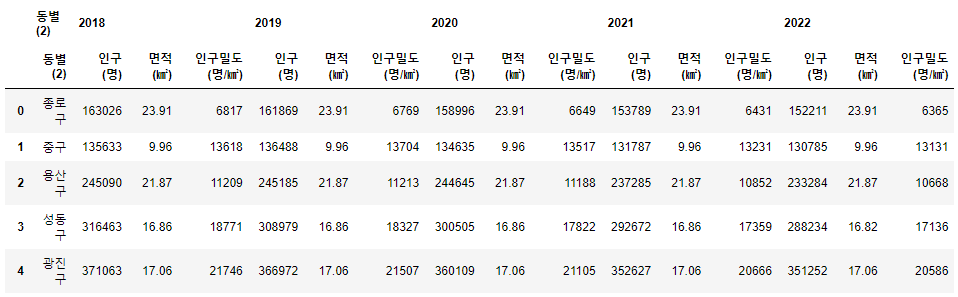 동별 (2) 2018 2019 2020 2021 2022
동별 (2) 인구 (명) 면적 (㎢) 인구밀도 (명/㎢) 인구 (명) 면적 (㎢) 인구밀도 (명/㎢) 인구 (명) 면적 (㎢) 인구밀도 (명/㎢) 인구 (명) 면적 (㎢) 인구밀도 (명/㎢) 인구 (명) 면적 (㎢) 인구밀도 (명/㎢)
0 종로구 163026 23.91 6817 161869 23.91 6769 158996 23.91 6649 153789 23.91 6431 152211 23.91 6365
1 중구 135633 9.96 13618 136488 9.96 13704 134635 9.96 13517 131787 9.96 13231 130785 9.96 13131
2 용산구 245090 21.87 11209 245185 21.87 11213 244645 21.87 11188 237285 21.87 10852 233284 21.87 10668
3 성동구 316463 16.86 18771 308979 16.86 18327 300505 16.86 17822 292672 16.86 17359 288234 16.82 17136
4 광진구 371063 17.06 21746 366972 17.06 21507 360109 17.06 21105 352627 17.06 20666 351252 17.06 20586